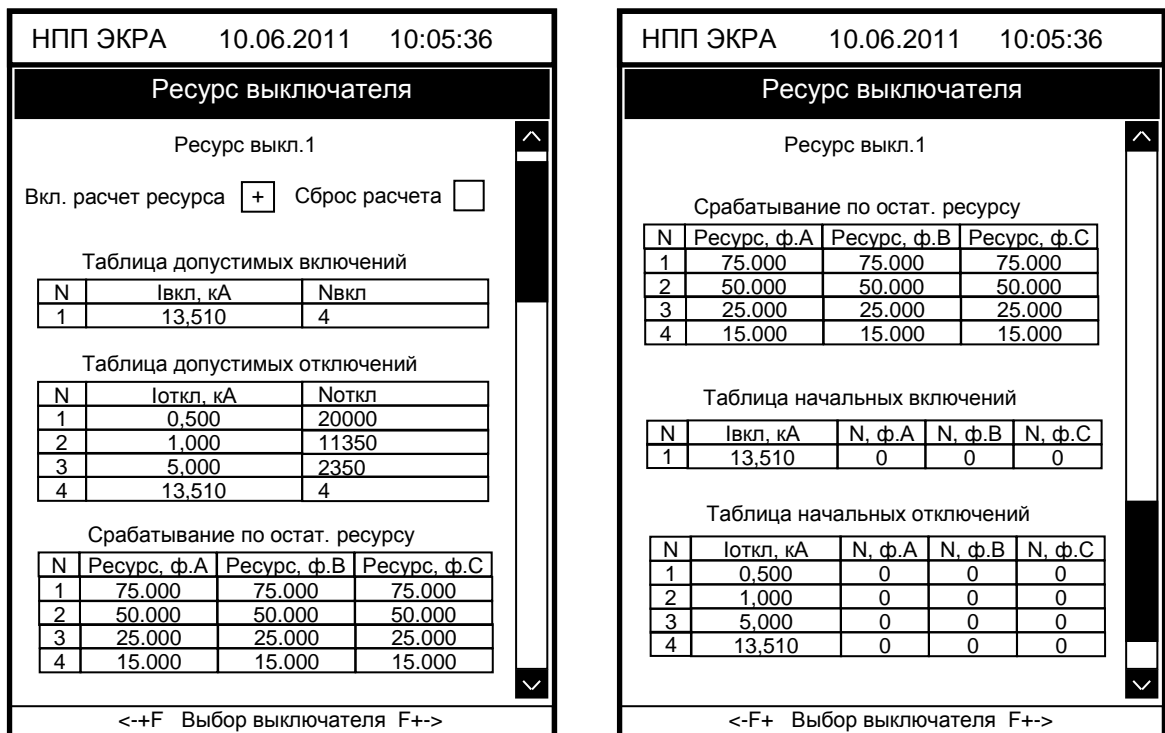 НПП ЭКРА 10.06.2011 10:05:36
Ресурс выключателя
Ресурс выкл.1
Вкл. расчет ресурса + Сброс расчета
Таблица допустимых включений
N Iвкл, кА Nвкл
1 13,510 4
Таблица допустимых отключений
N Iоткл, кА Nоткл
1 0,500 20000
2 1,000 11350
3 5,000 2350
4 13,510 4
Срабатывание по остат. ресурсу
N Ресурс, ф.А Ресурс, ф.В Ресурс, ф.С
1 75.000 75.000 75.000
2 50.000 50.000 50.000
3 25.000 25.000 25.000
4 15.000 15.000 15.000
<-+F Выбор выключателя F+->
НПП ЭКРА 10.06.2011 10:05:36
Ресурс выключателя
Ресурс выкл.1
Срабатывание по остат. ресурсу
N Ресурс, ф.А Ресурс, ф.В Ресурс, ф.С
1 75.000 75.000 75.000
2 50.000 50.000 50.000
3 25.000 25.000 25.000
4 15.000 15.000 15.000
Таблица начальных включений
N Iвкл, кА N, ф.А N, ф.В N, ф.С
1 13,510 0 0 0
Таблица начальных отключений
N Iоткл, кА N, ф.А N, ф.В N, ф.С
1 0,500 0 0 0
2 1,000 0 0 0
3 5,000 0 0 0
4 13,510 0 0 0
<-F+ Выбор выключателя F+->